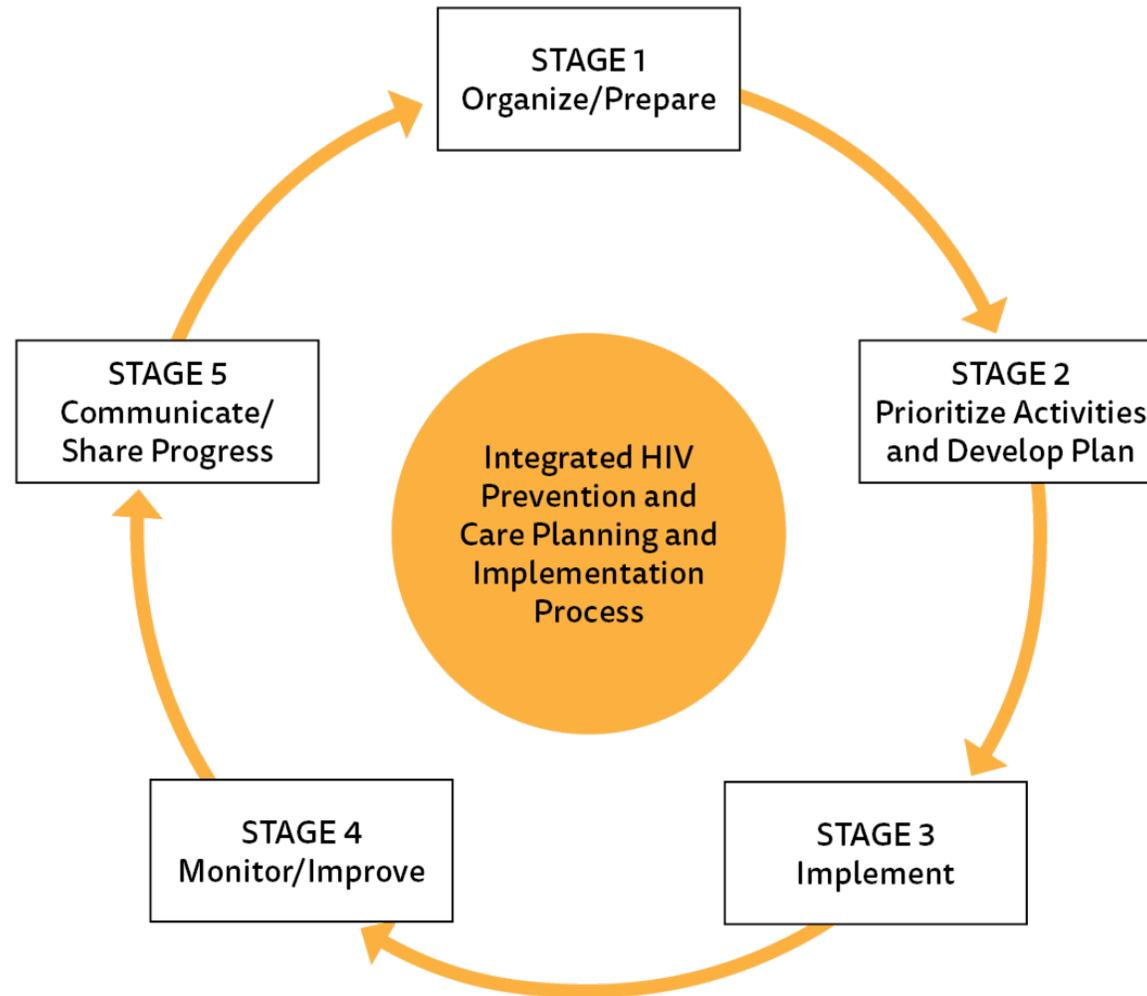 STAGE 1
Organize/Prepare
STAGE 2
Prioritize Activities
and Develop Plan
STAGE 3
Implement
STAGE 4
Monitor/Improve
STAGE 5
Communicate/
Share Progress
Integrated HIV
Prevention and
Care Planning and
Implementation
Process